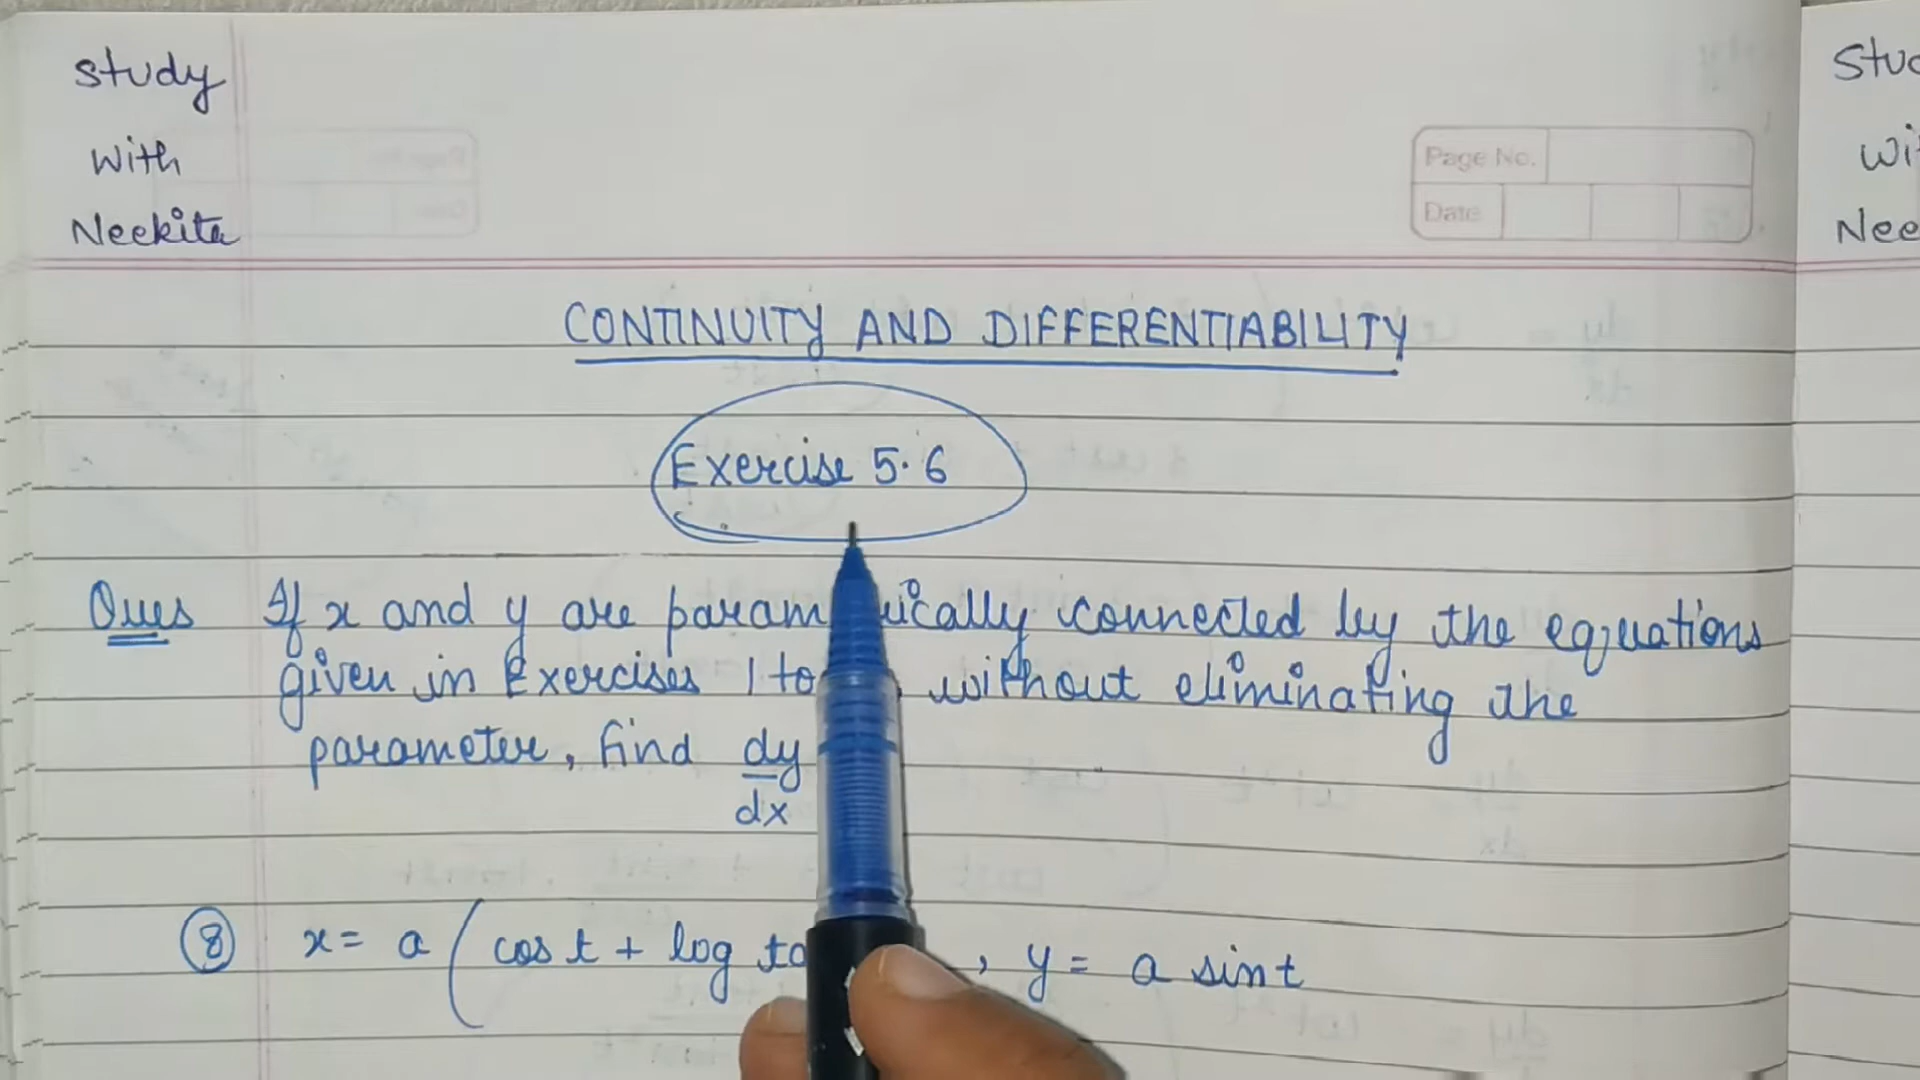 Study
With
Neekita
Page No.
Date
Stud
Wi
Nee
CONTINUITY AND DIFFERENTIABILITY
Exercise 5.6
Ques If x and y are connected by the equations
given in Exercises 1 to without eliminating the
parameter, find dy
dx
8 x = a ( cos t + log , y = a sin t